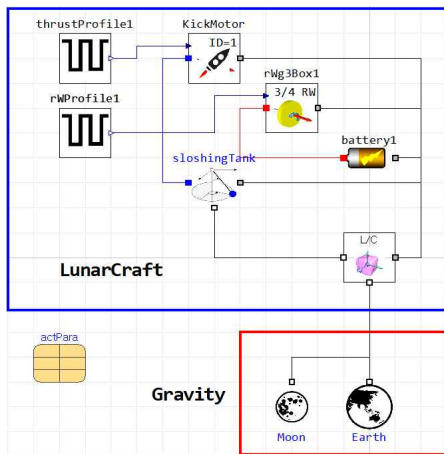 thrustProfile1
KickMotor
ID=1
rWProfile1
rWg3Box1
3/4 RW
battery1
sloshingTank
L/C
LunarCraft
actPara
Gravity
Moon
Earth